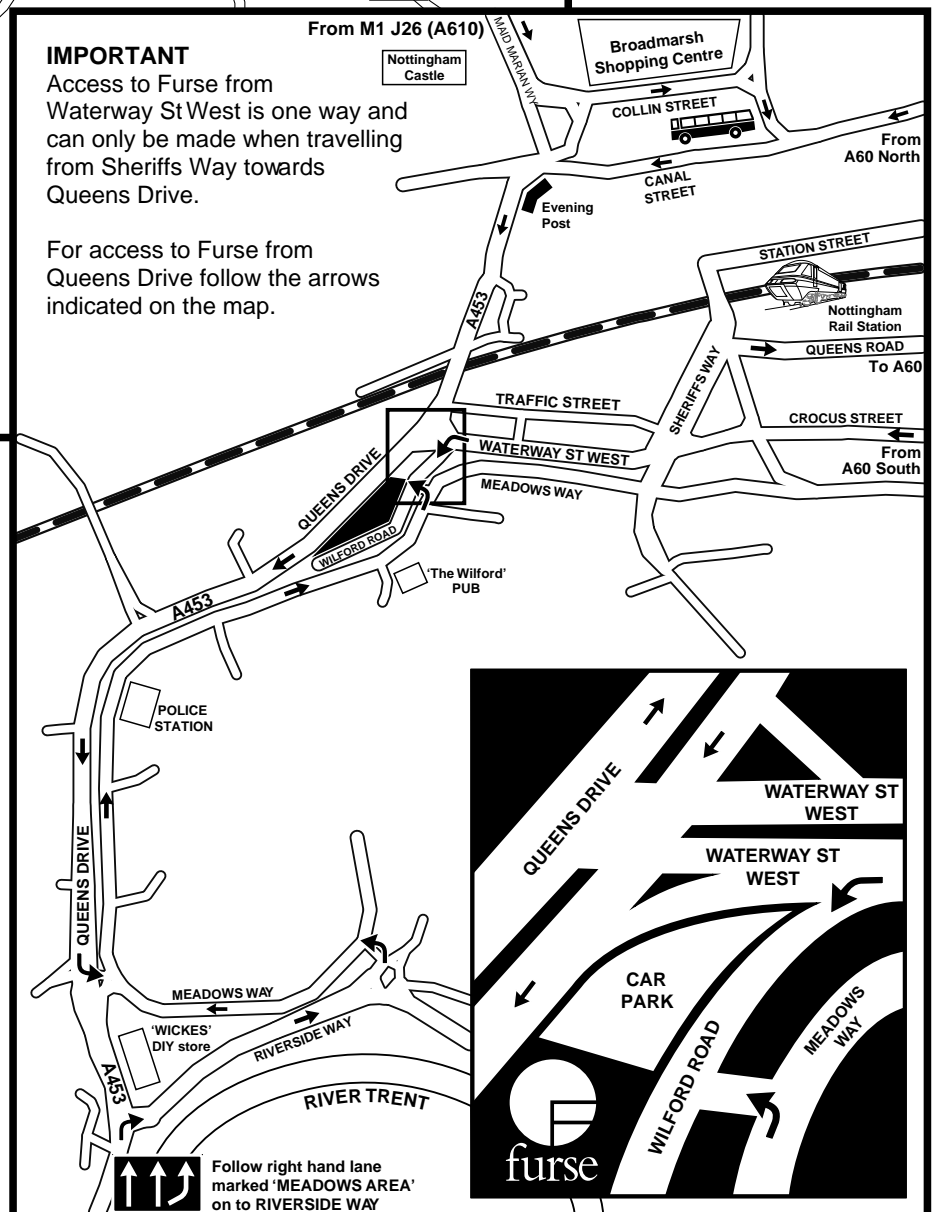 From M1 J26 (A610)
MAID MARIAN WY
Broadmarsh
Shopping Centre
Nottingham
Castle
IMPORTANT
Access to Furse from
Waterway St West is one way and
can only be made when travelling
from Sheriffs Way towards
Queens Drive.
For access to Furse from
Queens Drive follow the arrows
indicated on the map.
COLLIN STREET
From
A60 North
CANAL
STREET
Evening
Post
STATION STREET
Nottingham
Rail Station
A453
QUEENS ROAD
To A60
SHERIFFS WAY
TRAFFIC STREET
CROCUS STREET
From
A60 South
WATERWAY ST WEST
MEADOWS WAY
QUEENS DRIVE
WILFORD ROAD
'The Wilford'
PUB
A453
POLICE
STATION
QUEENS DRIVE
MEADOWS WAY
'WICKES'
DIY store
RIVERSIDE WAY
A453
RIVER TRENT
Follow right hand lane
marked 'MEADOWS AREA'
on to RIVERSIDE WAY
QUEENS DRIVE
WATERWAY ST
WEST
WATERWAY ST
WEST
CAR
PARK
MEADOWS
WAY
WILFORD ROAD
furse